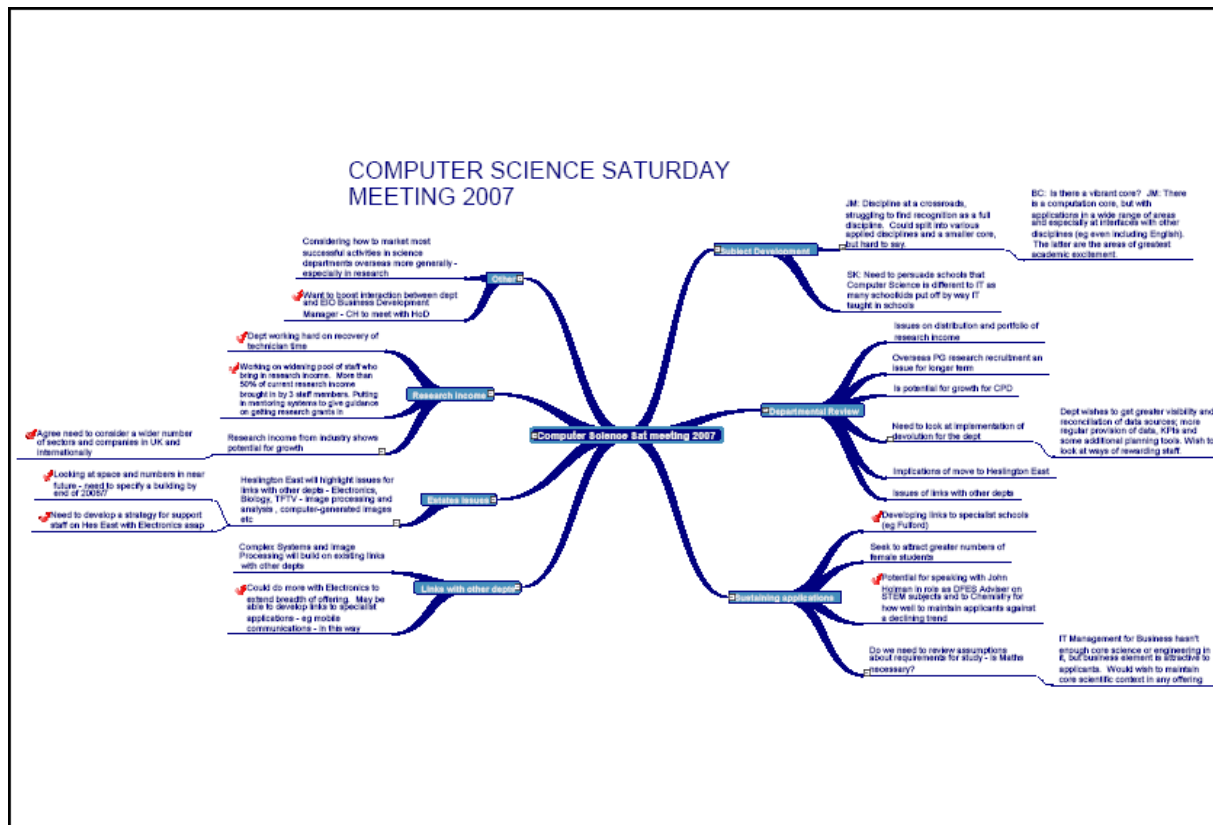 COMPUTER SCIENCE SATURDAY
MEETING 2007
Computer Science Sat meeting 2007
Subject Development
JM: Discipline at a crossroads,
struggling to find recognition as a full
discipline. Could split into various
applied disciplines and a smaller core,
but hard to say.
BC: Is there a vibrant core? JM: There
is a computation core, but with
applications in a wide range of areas
and especially at interfaces with other
disciplines (eg even including English).
The latter are the areas of greatest
academic excitement.
SK: Need to persuade schools that
Computer Science is different to IT as
many schoolkids put off by way IT
taught in schools
Departmental Review
Issues on distribution and portfolio of
research income
Overseas PG research recruitment an
issue for longer term
Is potential for growth for CPD
Need to look at implementation of
devolution for the dept
Dept wishes to get greater visibility and
reconciliation of data sources; more
regular provision of data, KPIs and
some additional planning tools. Wish to
look at ways of rewarding staff.
Implications of move to Heslington East
Issues of links with other depts
Sustaining applications
Developing links to specialist schools
(eg Fulford)
Seek to attract greater numbers of
female students
Potential for speaking with John
Holman in role as DFES Adviser on
STEM subjects and to Chemistry for
how well to maintain applicants against
a declining trend
Do we need to review assumptions
about requirements for study - is Maths
necessary?
IT Management for Business hasn't
enough core science or engineering in
it, but business element is attractive to
applicants. Would wish to maintain
core scientific context in any offering
Other
Considering how to market most
successful activities in science
departments overseas more generally -
especially in research
Want to boost interaction between dept
and EIO Business Development
Manager - CH to meet with HoD
Research Income
Dept working hard on recovery of
technician time
Working on widening pool of staff who
bring in research income. More than
50% of current research income
brought in by 3 staff members. Putting
in mentoring systems to give guidance
on getting research grants in
Research income from industry shows
potential for growth
Agree need to consider a wider number
of sectors and companies in UK and
internationally
Estates Issues
Heslington East will highlight issues for
links with other depts - Electronics,
Biology, TFTV - image processing and
analysis , computer-generated images
etc
Looking at space and numbers in near
future - need to specify a building by
end of 2006/7
Need to develop a strategy for support
staff on Hes East with Electronics asap
Links with other depts
Complex Systems and Image
Processing will build on existing links
with other depts
Could do more with Electronics to
extend breadth of offering. May be
able to develop links to specialist
applications - eg mobile
communications - in this way